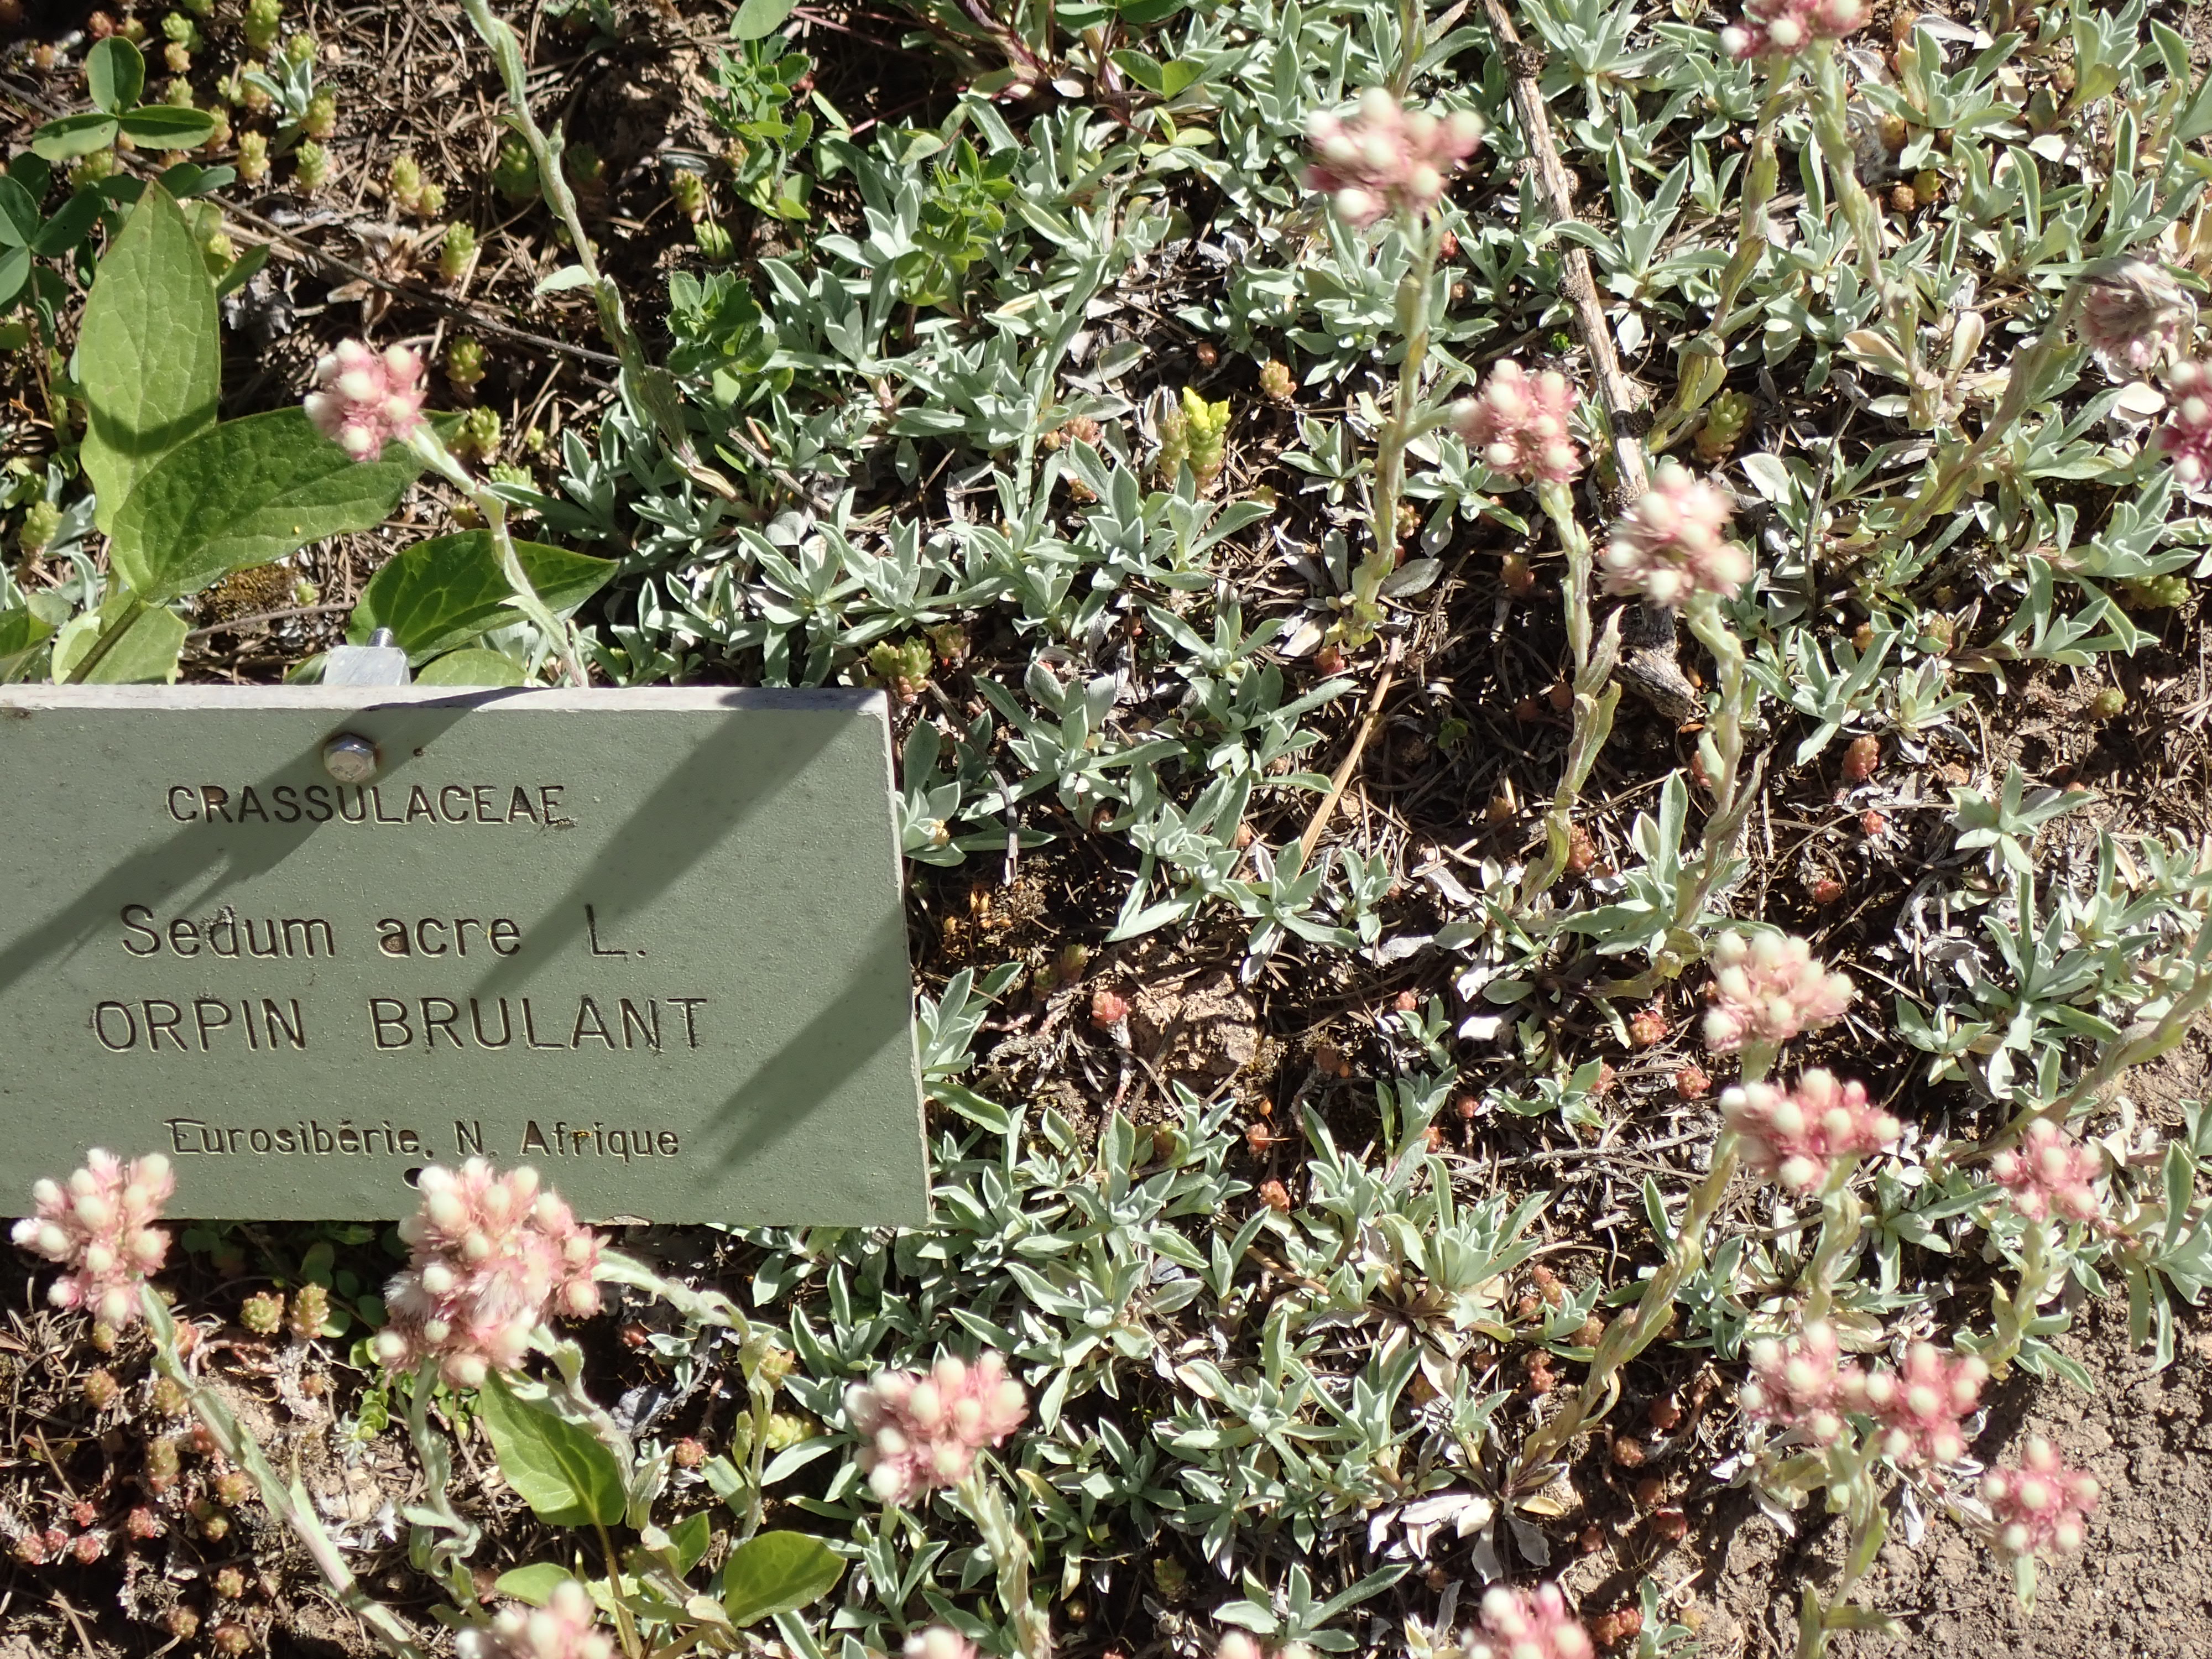 CRASSULACEAE
Sedum acre L.
ORPIN BRULANT
Eurosibérie, N. Afrique